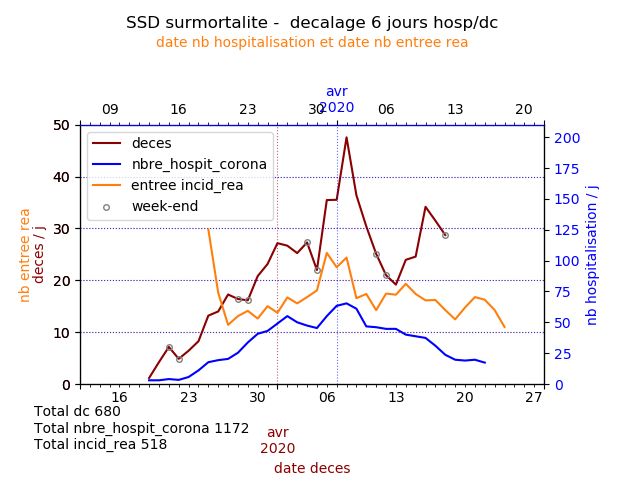 SSD surmortalite -  decalage 6 jours hosp/dc
date nb hospitalisation et date nb entree rea
avr
2020
09 16 23 30 06 13 20
50 40 30 20 10 0
200 175 150 125 100 75 50 25 0
deces
nbre_hospit_corona
entree incid_rea
week-end
nb entree rea
deces / j
nb hospitalisation / j
16 23 30 06 13 20 27
Total dc 680
Total nbre_hospit_corona 1172
Total incid_rea 518
avr
2020
date deces